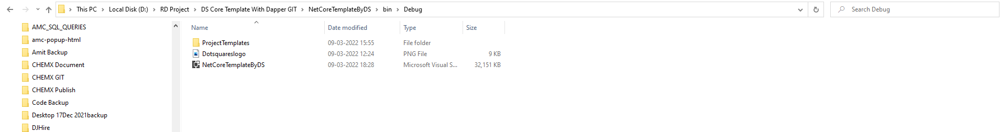 This PC > Local Disk (D:) > RD Project > DS Core Template With Dapper GIT > NetCoreTemplateByDS > bin > Debug
Search Debug
AMC_SQL_QUERIES
amc-popup-html
Amit Backup
CHEMX Document
CHEMX GIT
CHEMX Publish
Code Backup
Desktop 17Dec 2021backup
DJHire
Name Date modified Type Size
ProjectTemplates 09-03-2022 15:55 File folder
Dotsquareslogo 09-03-2022 12:24 PNG File 9 KB
NetCoreTemplateByDS 09-03-2022 18:28 Microsoft Visual S... 32,151 KB